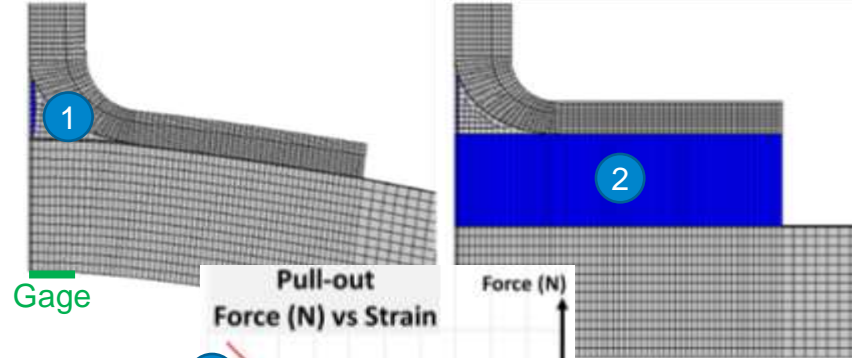 1
2
Gage
Pull-out
Force (N) vs Strain
Force (N)